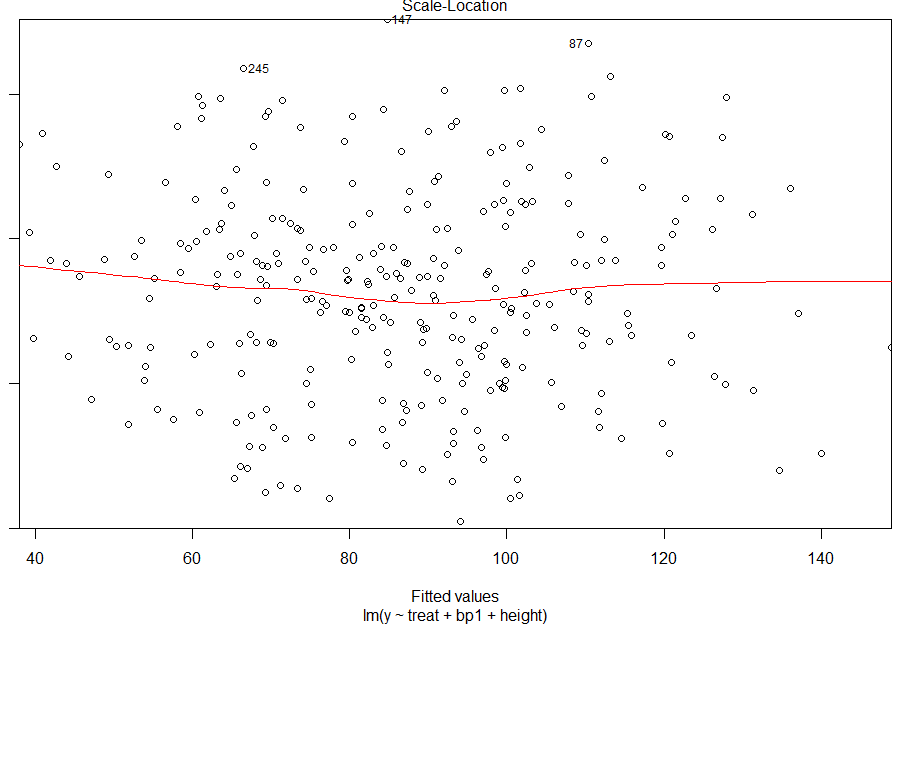 Scale-Location
147
87
245
40 60 80 100 120 140
Fitted values
lm(y ~ treat + bp1 + height)